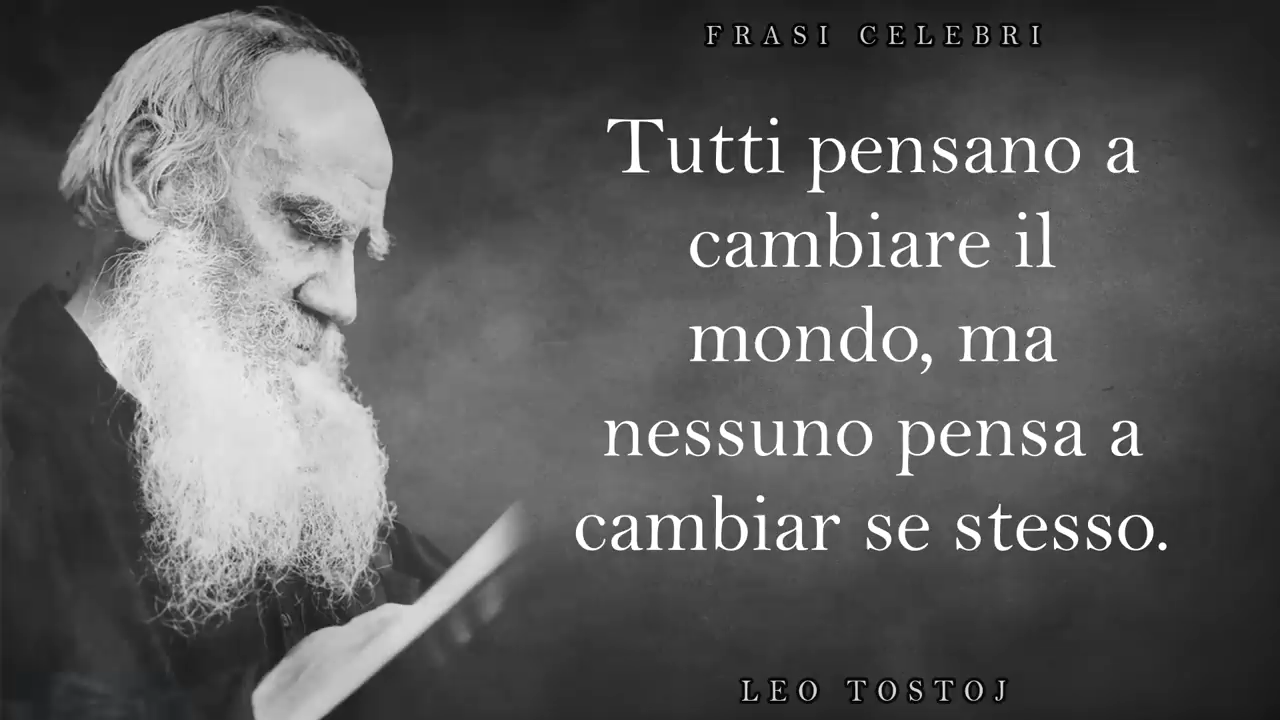 FRASI CELEBRI
Tutti pensano a
cambiare il
mondo, ma
nessuno pensa a
cambiar se stesso.
LEO TOSTOJ